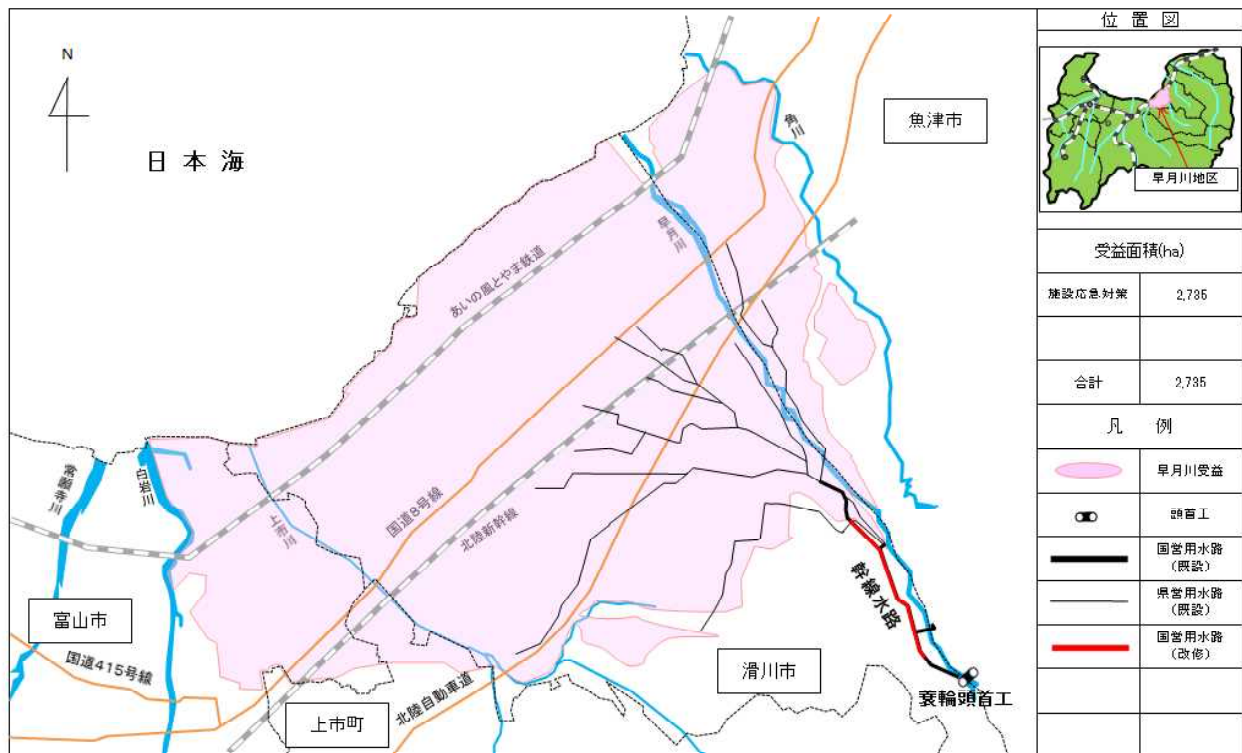 N
日本海
魚津市
角川
早月川
あいの風とやま鉄道
国道8号線
北陸新幹線
上市川
白岩川
常願寺川
富山市
国道415号線
上市町
北陸自動車道
滑川市
幹線水路
蓑輪頭首工
位置図
早月川地区
受益面積(ha)
施設応急対策 2,735
合計 2,735
凡 例
早月川受益
頭首工
国営用水路
(既設)
県営用水路
(既設)
国営用水路
(改修)